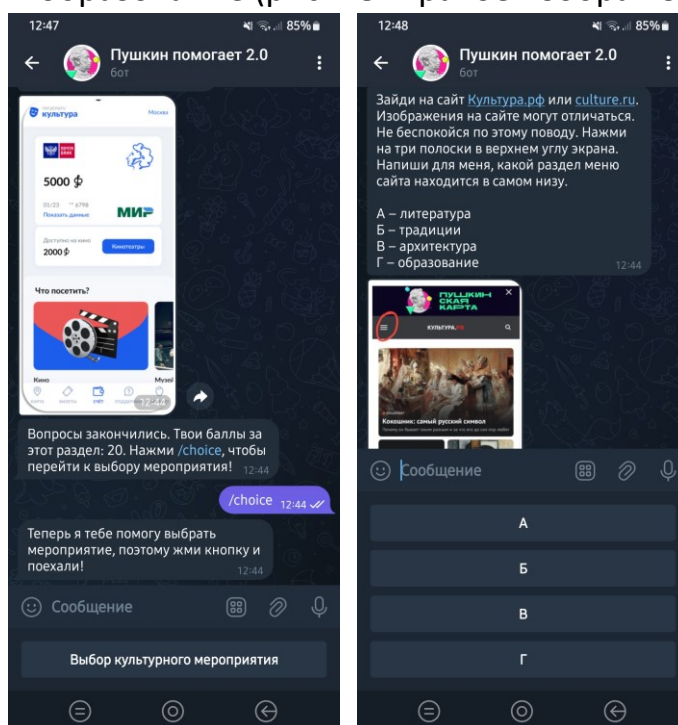 12:47
85%
Пушкин помогает 2.0
бот
культура
Москва
5000
01/23 ** 6798
Показать данные
МИР
Доступно на кино
2000
Кинотеатры
Что посетить?
Кино
Музеи
12:44
Вопросы закончились. Твои баллы за
этот раздел: 20. Нажми /choice, чтобы
перейти к выбору мероприятия! 12:44
/choice 12:44
Теперь я тебе помогу выбрать
мероприятие, поэтому жми кнопку и
поехали!
12:44
Сообщение
Выбор культурного мероприятия
12:48
85%
Пушкин помогает 2.0
бот
Зайди на сайт Культура.рф или culture.ru.
Изображения на сайте могут отличаться.
Не беспокойся по этому поводу. Нажми
на три полоски в верхнем углу экрана.
Напиши для меня, какой раздел меню
сайта находится в самом низу.
А – литература
Б – традиции
В – архитектура
Г – образование
12:44
ПУШКИН
СКАЯ
КАРТА
КУЛЬТУРА.РФ
Кокошник: самый русский символ
Сообщение
А
Б
В
Г